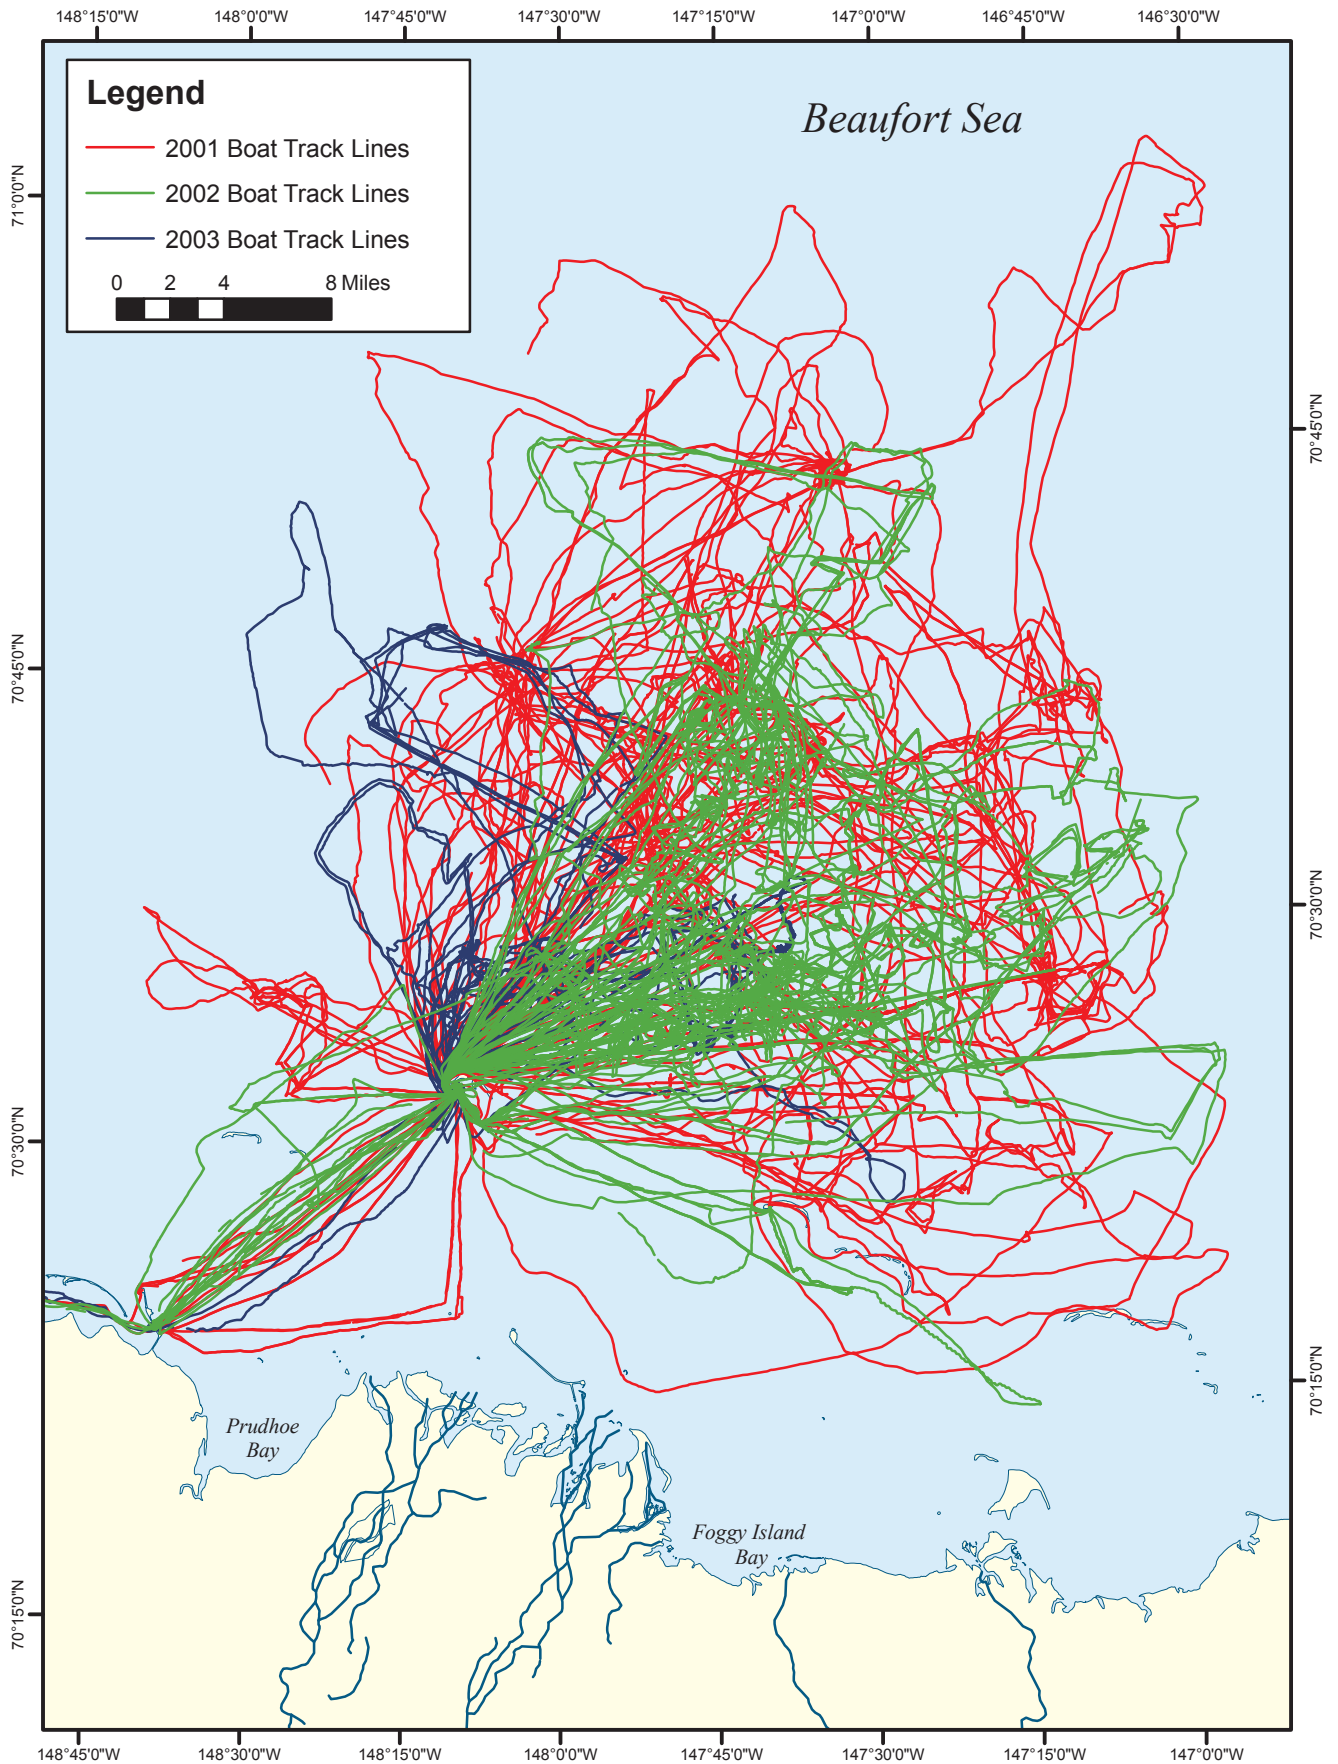 148°15'0"W 148°0'0"W 147°45'0"W 147°30'0"W 147°15'0"W 147°0'0"W 146°45'0"W 146°30'0"W
Legend
2001 Boat Track Lines
2002 Boat Track Lines
2003 Boat Track Lines
0 2 4 8 Miles
Beaufort Sea
71°0'0"N
70°45'0"N
70°45'0"N
70°30'0"N
70°30'0"N
70°15'0"N
70°15'0"N
Prudhoe
Bay
Foggy Island
Bay
148°45'0"W 148°30'0"W 148°15'0"W 148°0'0"W 147°45'0"W 147°30'0"W 147°15'0"W 147°0'0"W